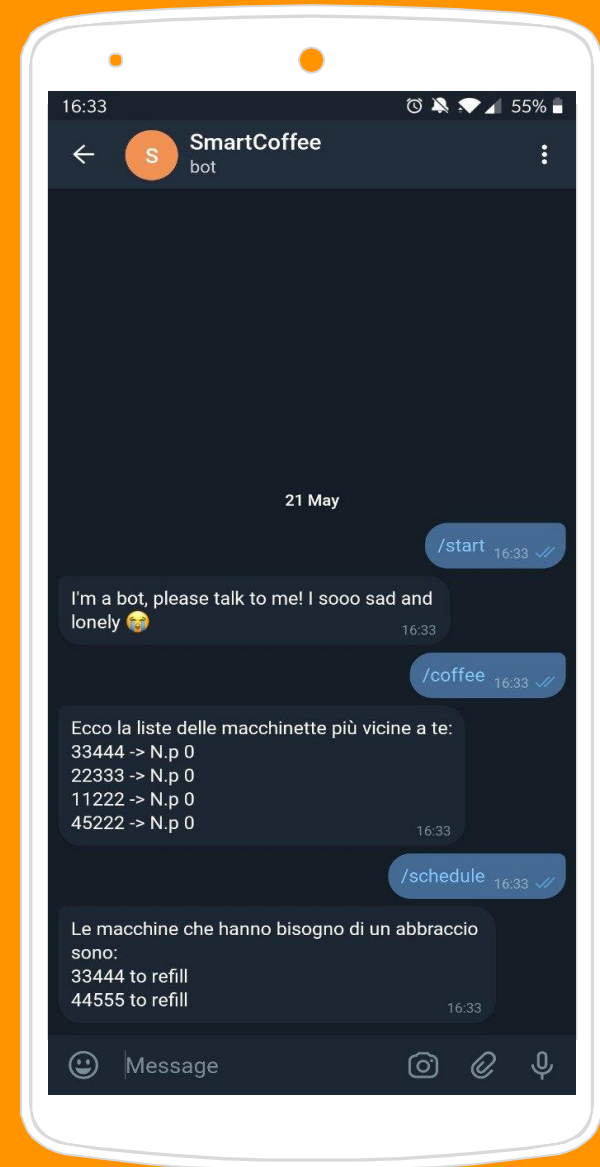 16:33 55%
S SmartCoffee
bot
21 May
/start 16:33
I'm a bot, please talk to me! I sooo sad and
lonely 😭 16:33
/coffee 16:33
Ecco la liste delle macchinette più vicine a te:
33444 -> N.p 0
22333 -> N.p 0
11222 -> N.p 0
45222 -> N.p 0 16:33
/schedule 16:33
Le macchine che hanno bisogno di un abbraccio
sono:
33444 to refill
44555 to refill 16:33
Message